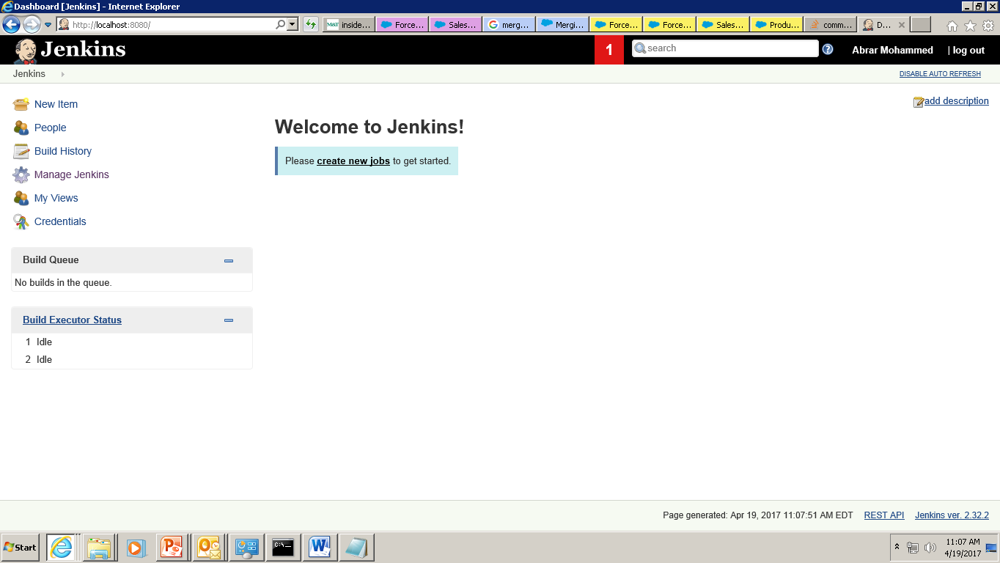 Dashboard [Jenkins] - Internet Explorer
http://localhost:8080/
M&T inside...
Force...
Sales...
merg...
Mergi...
Force...
Force...
Sales...
Produ...
comm...
D...
Jenkins
1
search
Abrar Mohammed
| log out
Jenkins
DISABLE AUTO REFRESH
New Item
People
Build History
Manage Jenkins
My Views
Credentials
add description
Welcome to Jenkins!
Please create new jobs to get started.
Build Queue
No builds in the queue.
Build Executor Status
1 Idle
2 Idle
Page generated: Apr 19, 2017 11:07:51 AM EDT REST API Jenkins ver. 2.32.2
Start
11:07 AM
4/19/2017